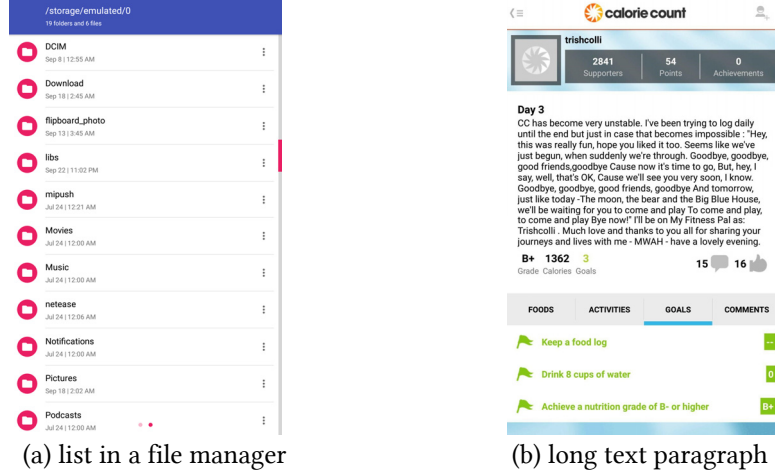 /storage/emulated/0
19 folders and 6 files
DCIM
Sep 8 | 12:55 AM
Download
Sep 18 | 2:45 AM
flipboard_photo
Sep 13 | 3:45 AM
libs
Sep 22 | 11:02 PM
mipush
Jul 24 | 12:21 AM
Movies
Jul 24 | 12:00 AM
Music
Jul 24 | 12:00 AM
netease
Jul 24 | 12:06 AM
Notifications
Jul 24 | 12:00 AM
Pictures
Sep 18 | 2:02 AM
Podcasts
Jul 24 | 12:00 AM
(a) list in a file manager
calorie count
trishcolli
2841 54 0
Supporters Points Achievements
Day 3
CC has become very unstable. I've been trying to log daily
until the end but just in case that becomes impossible : "Hey,
this was really fun, hope you liked it too. Seems like we've
just begun, when suddenly we're through. Goodbye, goodbye,
good friends,goodbye Cause now it's time to go, But, hey, I
say, well, that's OK, Cause we'll see you very soon, I know.
Goodbye, goodbye, good friends, goodbye And tomorrow,
just like today -The moon, the bear and the Big Blue House,
we'll be waiting for you to come and play To come and play,
to come and play Bye now!" I'll be on My Fitness Pal as:
Trishcolli . Much love and thanks to you all for sharing your
journeys and lives with me - MWAH - have a lovely evening.
B+ 1362 3
Grade Calories Goals
15 16
FOODS ACTIVITIES GOALS COMMENTS
Keep a food log --
Drink 8 cups of water 0
Achieve a nutrition grade of B- or higher B+
(b) long text paragraph